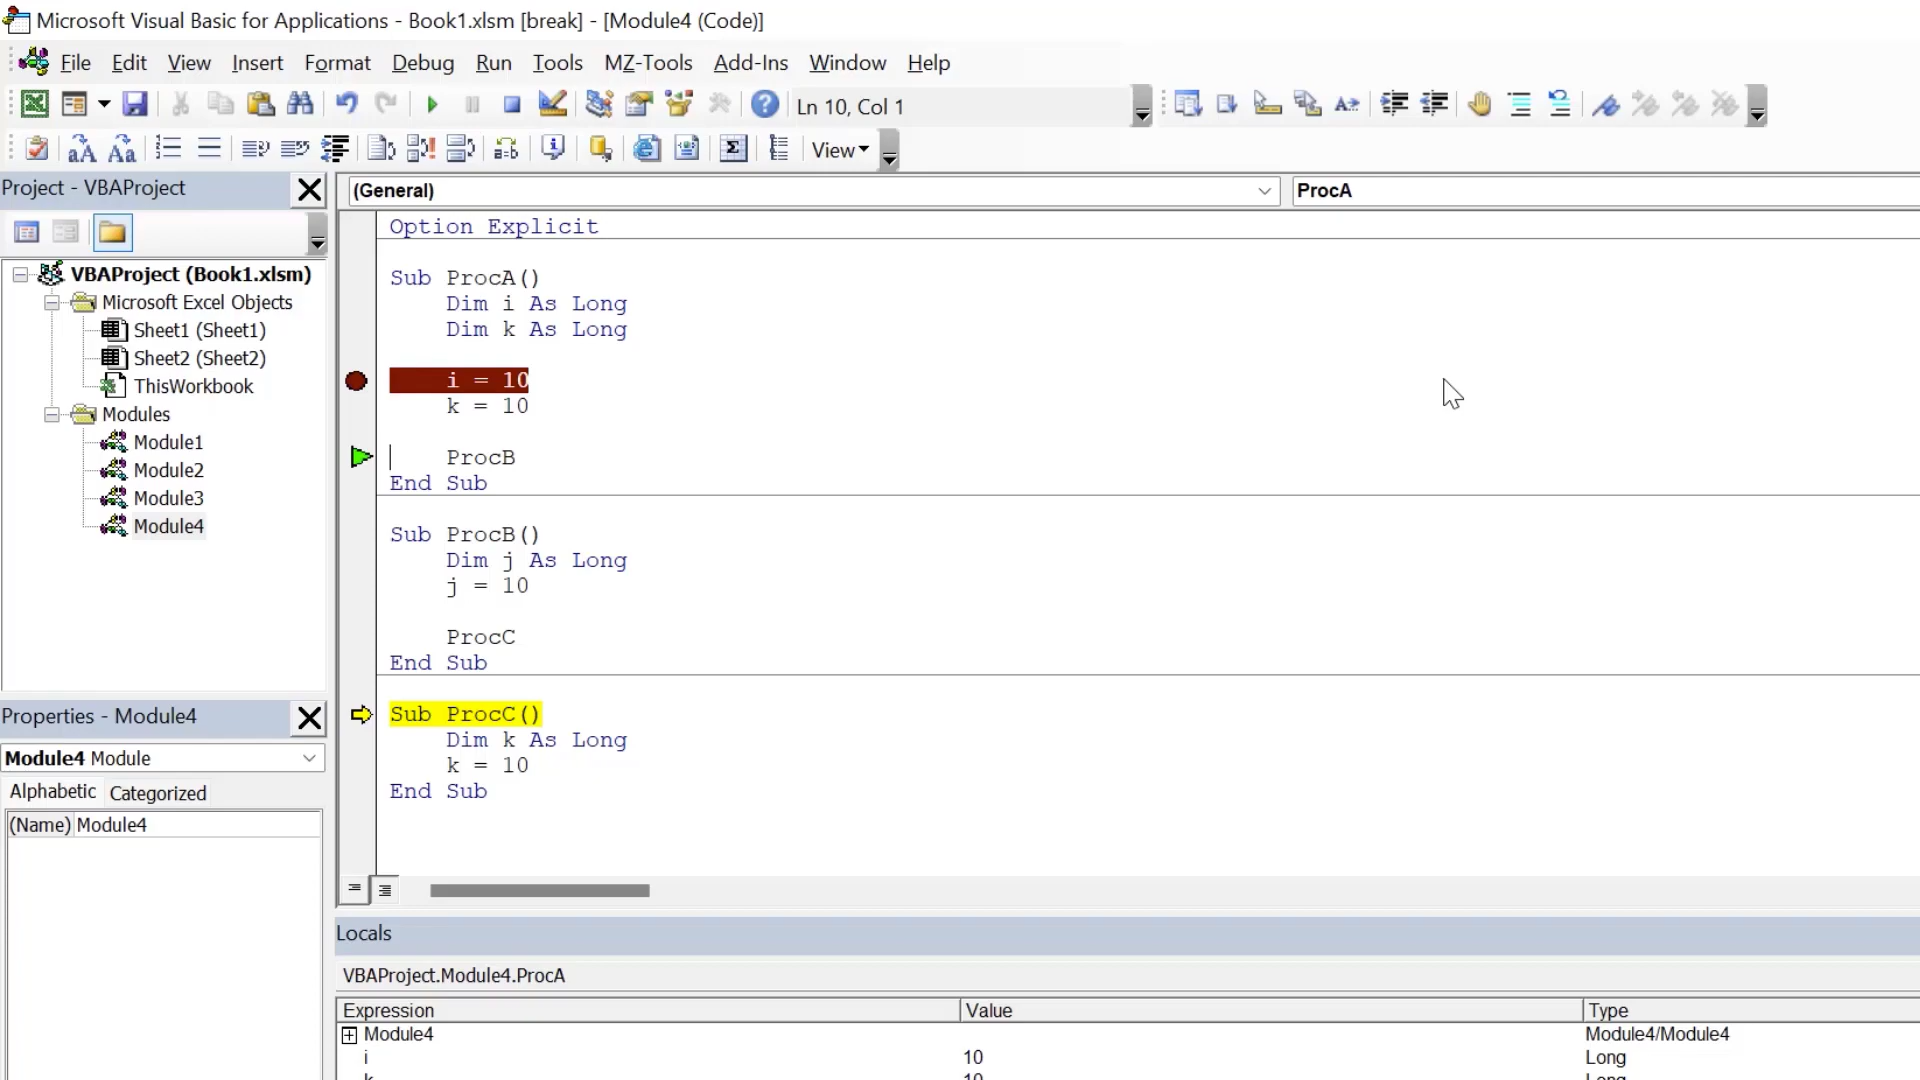 Microsoft Visual Basic for Applications - Book1.xlsm [break] - [Module4 (Code)]
File Edit View Insert Format Debug Run Tools MZ-Tools Add-Ins Window Help
Ln 10, Col 1
View
Project - VBAProject
(General)
ProcA
VBAProject (Book1.xlsm)
Microsoft Excel Objects
Sheet1 (Sheet1)
Sheet2 (Sheet2)
ThisWorkbook
Modules
Module1
Module2
Module3
Module4
Properties - Module4
Module4 Module
Alphabetic Categorized
(Name) Module4
Option Explicit
Sub ProcA()
Dim i As Long
Dim k As Long
i = 10
k = 10
ProcB
End Sub
Sub ProcB()
Dim j As Long
j = 10
ProcC
End Sub
Sub ProcC()
Dim k As Long
k = 10
End Sub
Locals
VBAProject.Module4.ProcA
Expression Value Type
Module4 Module4/Module4
i 10 Long
k 10 Long